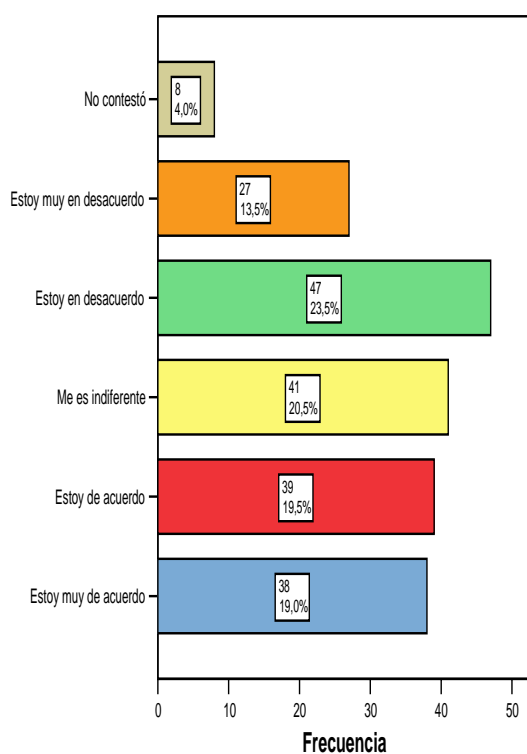 No contestó
8
4,0%
Estoy muy en desacuerdo
27
13,5%
Estoy en desacuerdo
47
23,5%
Me es indiferente
41
20,5%
Estoy de acuerdo
39
19,5%
Estoy muy de acuerdo
38
19,0%
0 10 20 30 40 50
Frecuencia